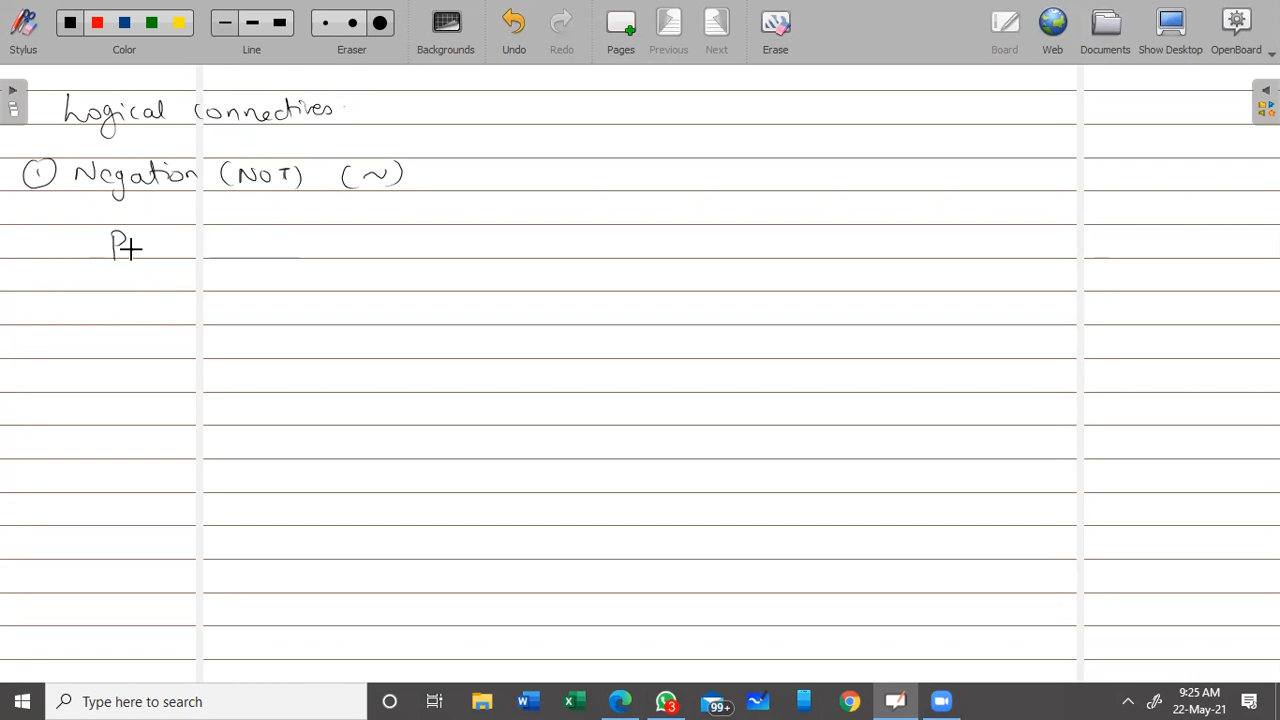 Stylus
Color
Line
Eraser
Backgrounds
Undo
Redo
Pages
Previous
Next
Erase
Board
Web
Documents
Show Desktop
OpenBoard
Logical connectives
① Negation (NOT) (~)
P
Type here to search
3
99+
9:25 AM
22-May-21